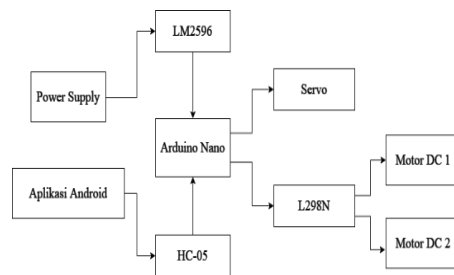 LM2596
Power Supply
Servo
Arduino Nano
Motor DC 1
Aplikasi Android
L298N
Motor DC 2
HC-05